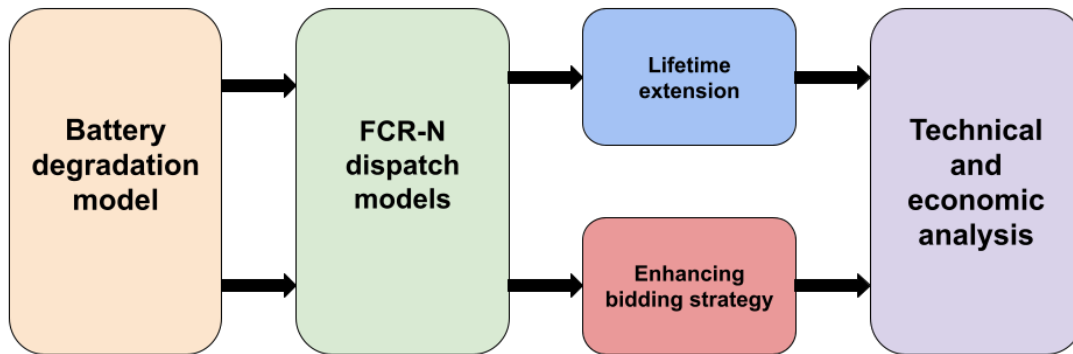 Battery
degradation
model
FCR-N
dispatch
models
Lifetime
extension
Enhancing
bidding strategy
Technical
and
economic
analysis